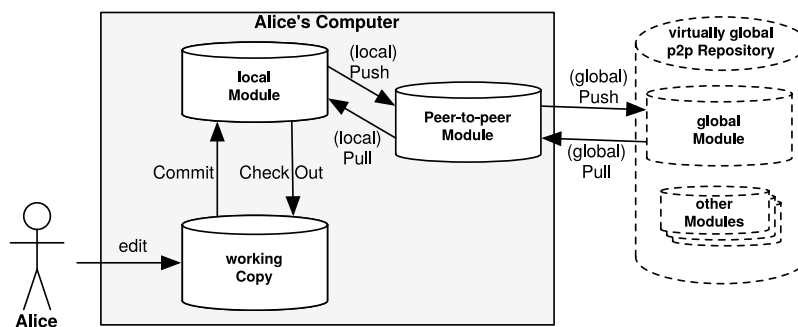 Alice's Computer
virtually global
p2p Repository
local
Module
(local)
Push
(local)
Pull
Peer-to-peer
Module
(global)
Push
(global)
Pull
global
Module
other
Modules
Commit
Check Out
edit
working
Copy
Alice